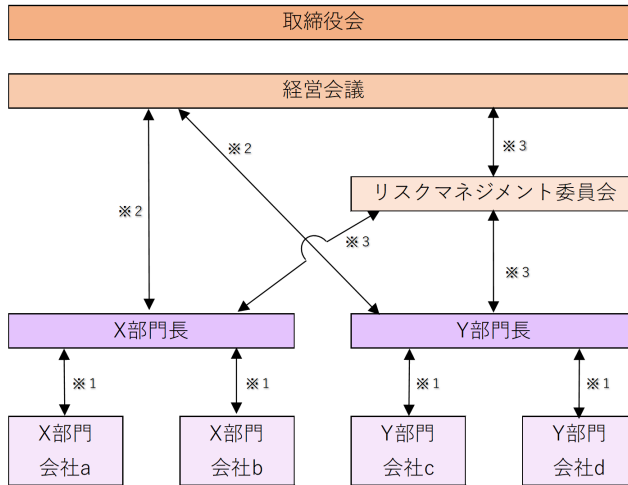 取締役会
経営会議
※2
※3
リスクマネジメント委員会
※2
※3
※3
X部門長
Y部門長
※1
※1
※1
※1
X部門
会社a
X部門
会社b
Y部門
会社c
Y部門
会社d